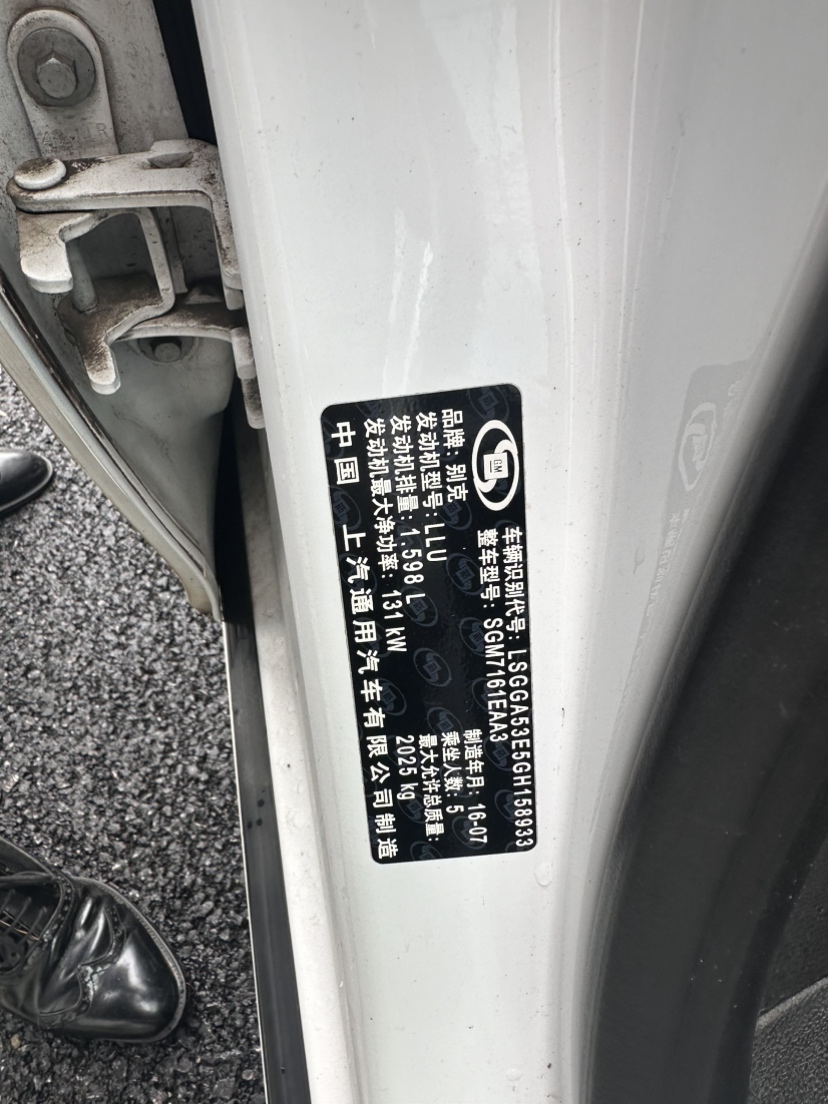 GM
车辆识别代号: LSGGA53E5GH158933
整车型号: SGM7161EAA3
品牌: 别克
制造年月: 16-07
发动机型号: LLU
乘坐人数: 5
发动机排量: 1.598 L
最大允许总质量:
2025 kg
发动机最大净功率: 131 kW
中国 上汽通用汽车有限公司制造